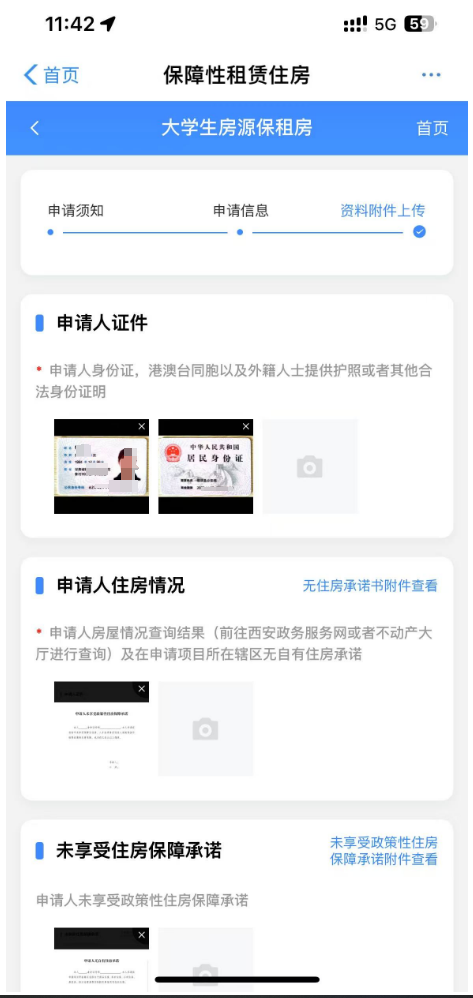 11:42
5G 59
首页
保障性租赁住房
大学生房源保租房
首页
申请须知
申请信息
资料附件上传
申请人证件
* 申请人身份证，港澳台同胞以及外籍人士提供护照或者其他合
法身份证明
中华人民共和国
居民身份证
申请人住房情况
无住房承诺书附件查看
* 申请人房屋情况查询结果（前往西安政务服务网或者不动产大
厅进行查询）及在申请项目所在辖区无自有住房承诺
未享受住房保障承诺
未享受政策性住房
保障承诺附件查看
申请人未享受政策性住房保障承诺